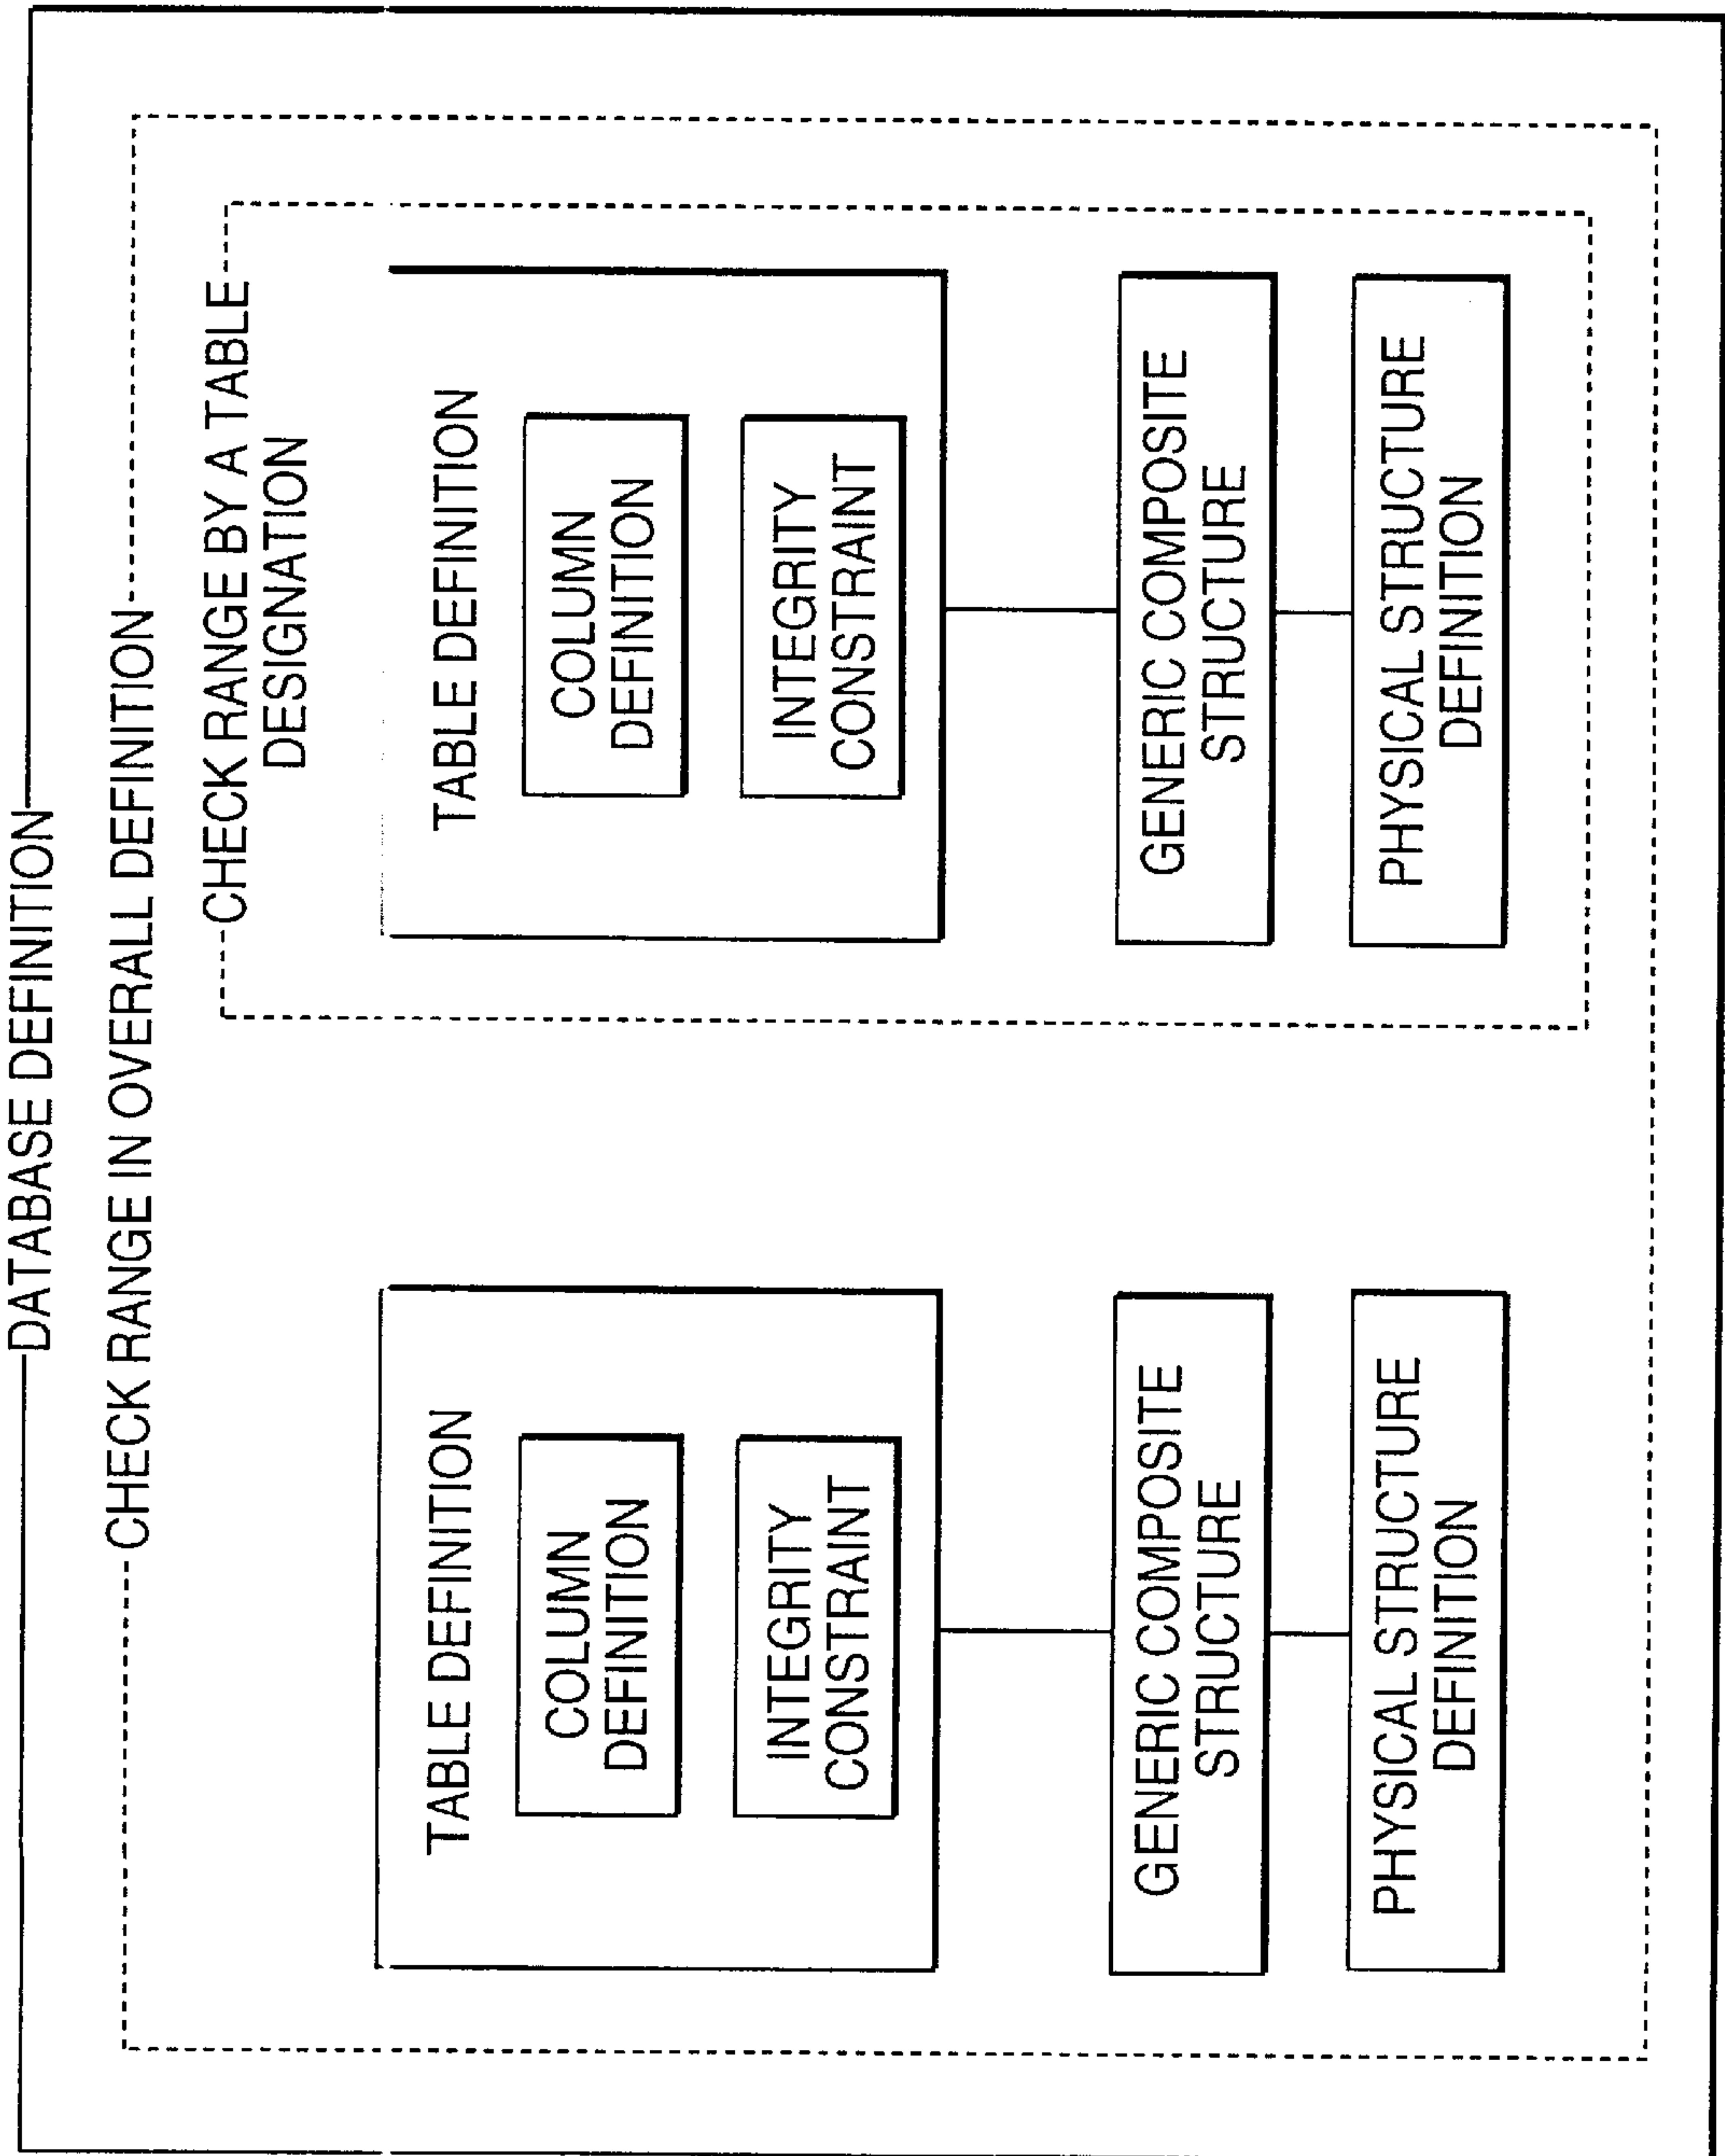 DATABASE DEFINITION
CHECK RANGE IN OVERALL DEFINITION
CHECK RANGE BY A TABLE
DESIGNATION
TABLE DEFINITION
COLUMN
DEFINITION
INTEGRITY
CONSTRAINT
GENERIC COMPOSITE
STRUCTURE
PHYSICAL STRUCTURE
DEFINITION
TABLE DEFINITION
COLUMN
DEFINITION
INTEGRITY
CONSTRAINT
GENERIC COMPOSITE
STRUCTURE
PHYSICAL STRUCTURE
DEFINITION